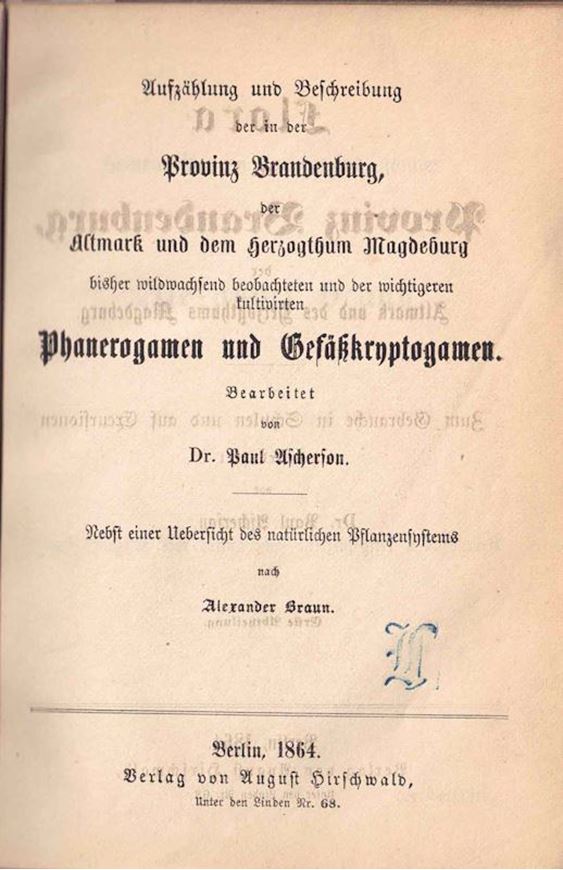 Aufzählung und Beschreibung
der in der
Provinz Brandenburg,
der
Altmark und dem Herzogthum Magdeburg
bisher wildwachsend beobachteten und der wichtigeren
kultivirten
Phanerogamen und Gefäßkryptogamen.
Bearbeitet
von
Dr. Paul Ascherson.
Nebst einer Uebersicht des natürlichen Pflanzensystems
nach
Alexander Braun.
Berlin, 1864.
Verlag von August Hirschwald,
Unter den Linden Nr. 68.